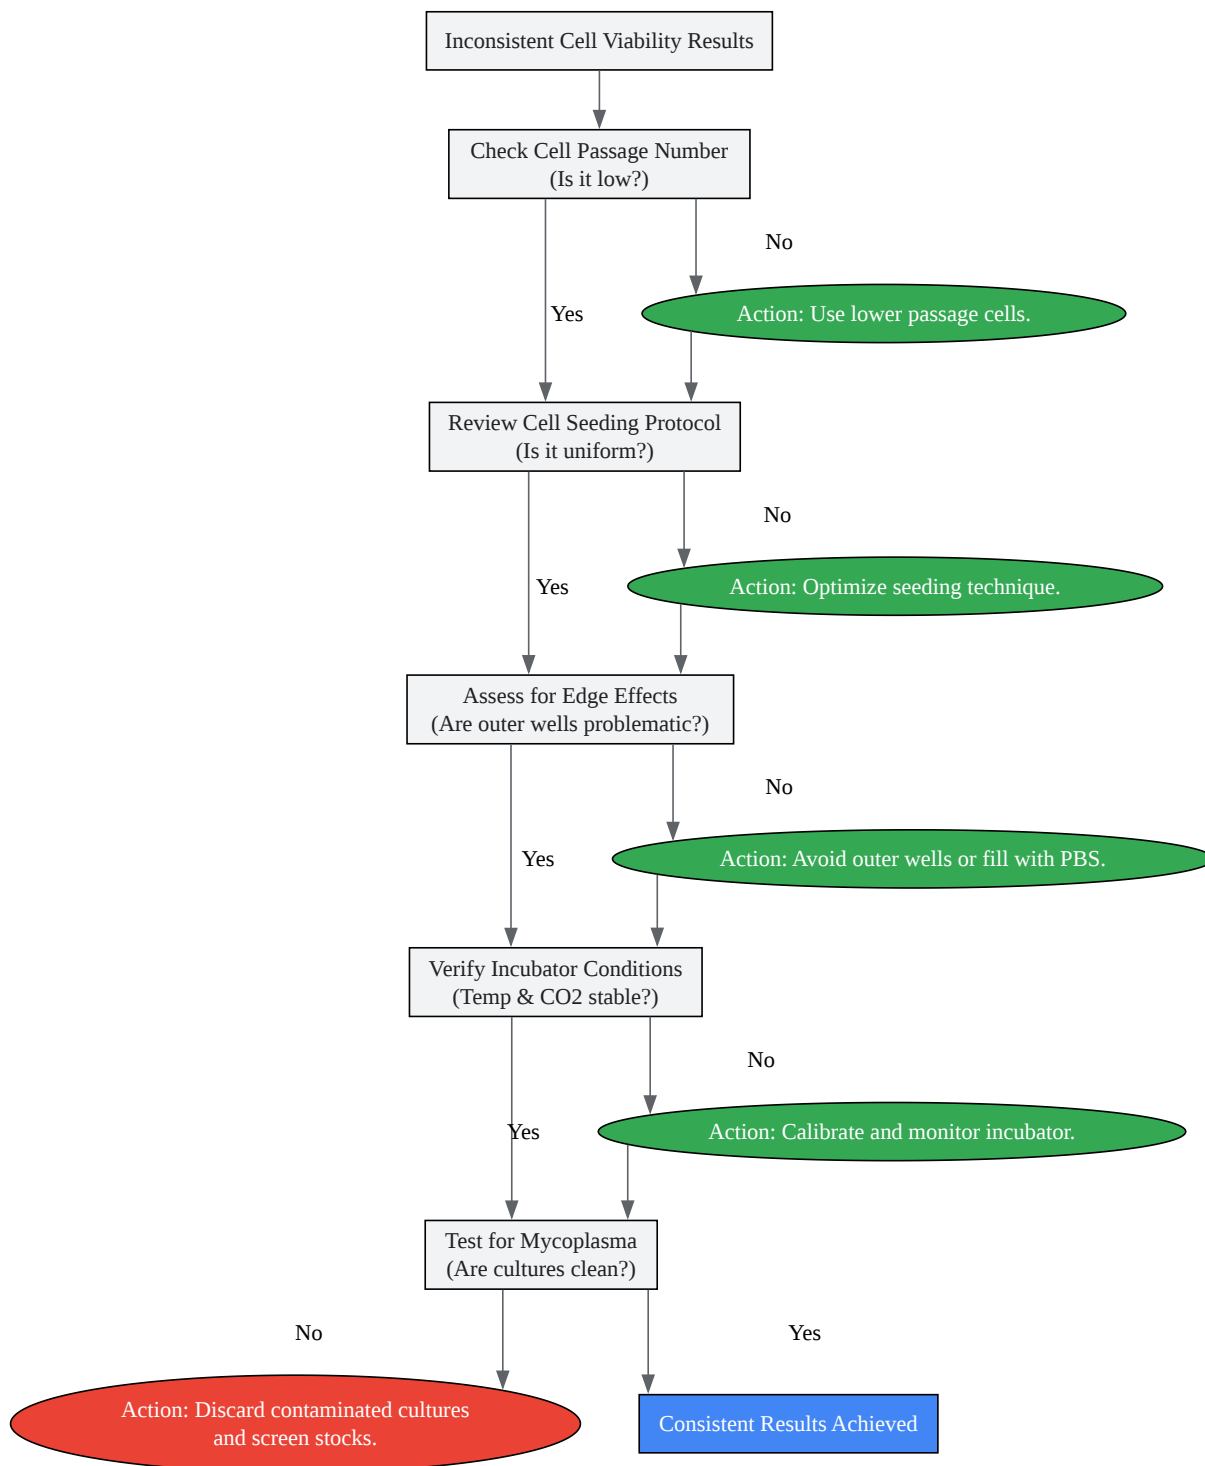 Inconsistent Cell Viability Results
Check Cell Passage Number
(Is it low?)
No
Yes
Action: Use lower passage cells.
Review Cell Seeding Protocol
(Is it uniform?)
No
Yes
Action: Optimize seeding technique.
Assess for Edge Effects
(Are outer wells problematic?)
No
Yes
Action: Avoid outer wells or fill with PBS.
Verify Incubator Conditions
(Temp & CO2 stable?)
No
Yes
Action: Calibrate and monitor incubator.
Test for Mycoplasma
(Are cultures clean?)
No
Yes
Action: Discard contaminated cultures
and screen stocks.
Consistent Results Achieved